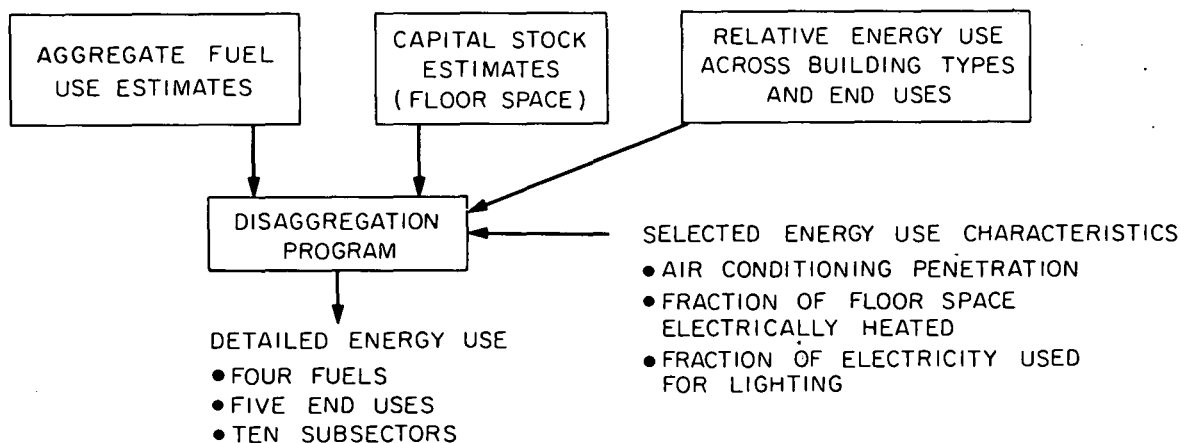 AGGREGATE FUEL
USE ESTIMATES
CAPITAL STOCK
ESTIMATES
(FLOOR SPACE)
RELATIVE ENERGY USE
ACROSS BUILDING TYPES
AND END USES
DISAGGREGATION
PROGRAM
SELECTED ENERGY USE CHARACTERISTICS
● AIR CONDITIONING PENETRATION
● FRACTION OF FLOOR SPACE
ELECTRICALLY HEATED
● FRACTION OF ELECTRICITY USED
FOR LIGHTING
DETAILED ENERGY USE
● FOUR FUELS
● FIVE END USES
● TEN SUBSECTORS